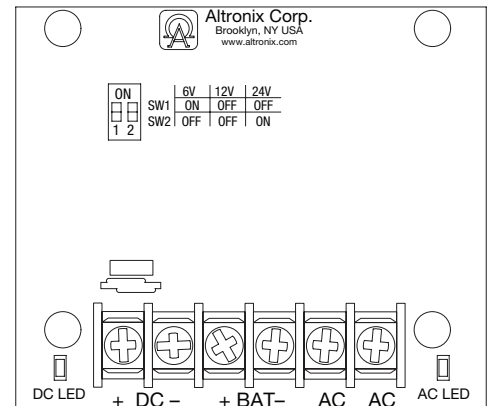 Altronix Corp.
Brooklyn, NY USA
www.altronix.com
ON
1 2
6V 12V 24V
SW1 ON OFF OFF
SW2 OFF OFF ON
DC LED
+ DC –
+ BAT–
AC AC
AC LED